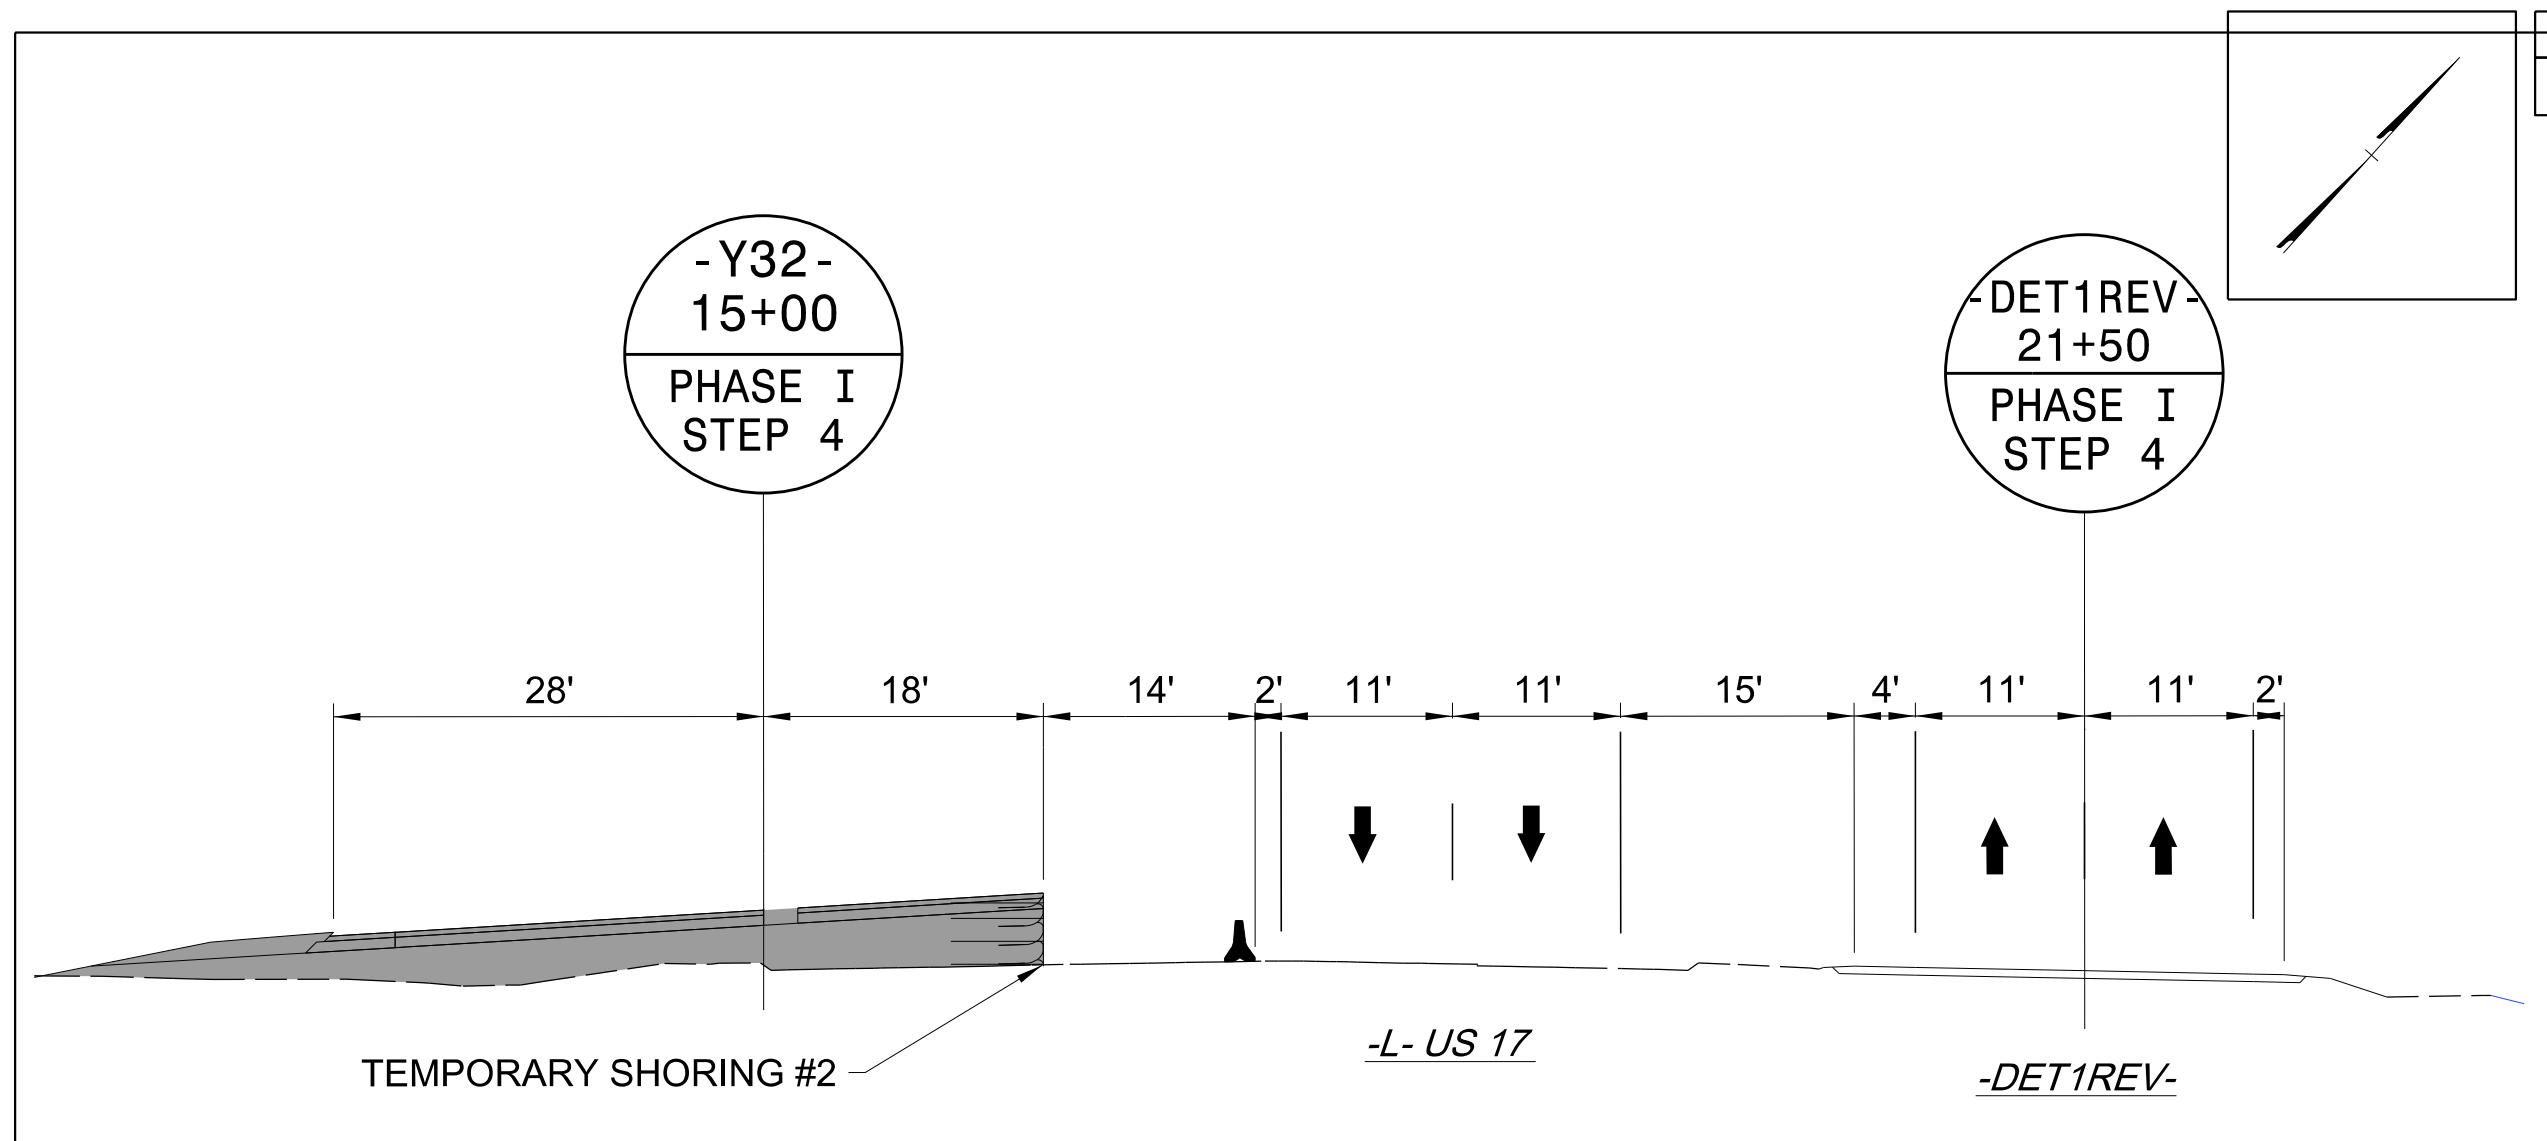 -Y32-
15+00
PHASE I
STEP 4
-DET1REV-
21+50
PHASE I
STEP 4
28' 18' 14' 2' 11' 11' 15' 4' 11' 11' 2'
TEMPORARY SHORING #2
-L- US 17
-DET1REV-